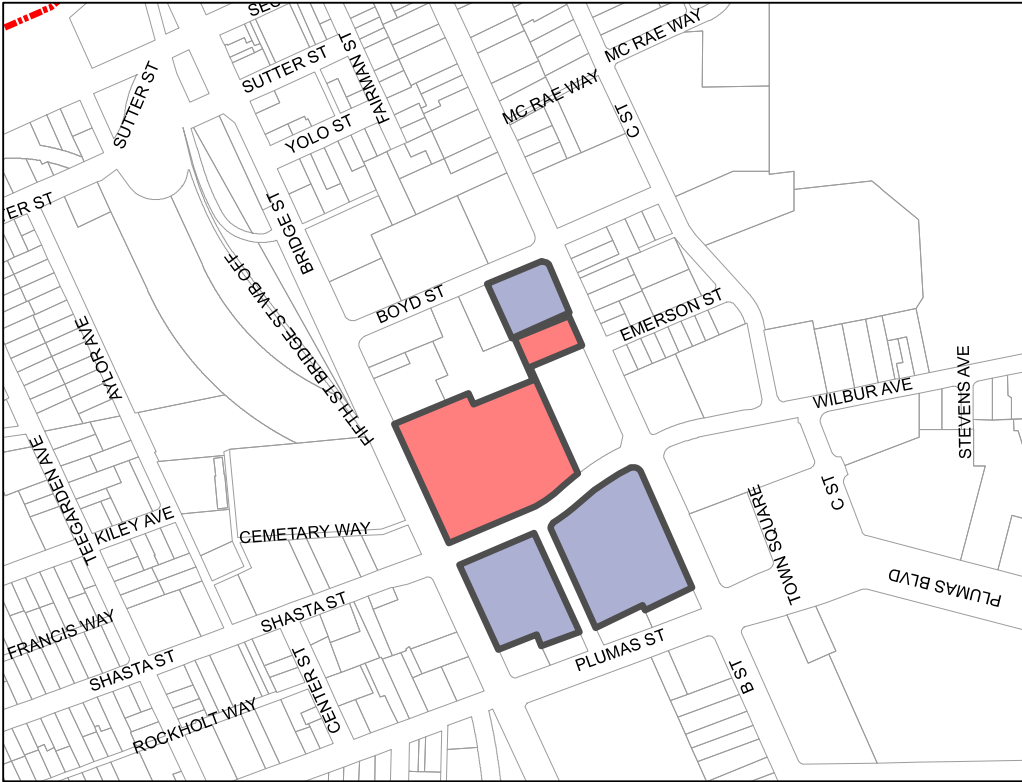 SUTTER ST
FAIRMAN ST
MC RAE WAY
SUTTER ST
MC RAE WAY
C ST
YOLO ST
BRIDGE ST
FIFTH ST BRIDGE ST WB OFF
BOYD ST
EMERSON ST
WILBUR AVE
STEVENS AVE
AYLOR AVE
TEEGARDEN AVE
KILEY AVE
CEMETARY WAY
C ST
TOWN SQUARE
PLUMAS BLVD
SHASTA ST
FRANCIS WAY
SHASTA ST
CENTER ST
ROCKHOLT WAY
PLUMAS ST
B ST
TER ST